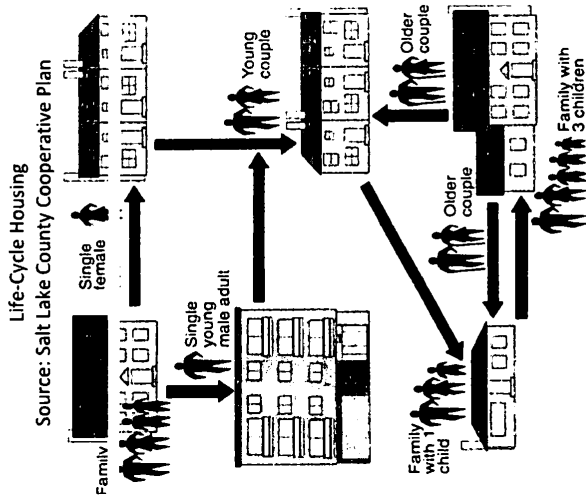 Life-Cycle Housing
Source: Salt Lake County Cooperative Plan
Family
Single
female
Single
young
male adult
Young
couple
Older
couple
Family
with 1
child
Older
couple
Family with
3 children